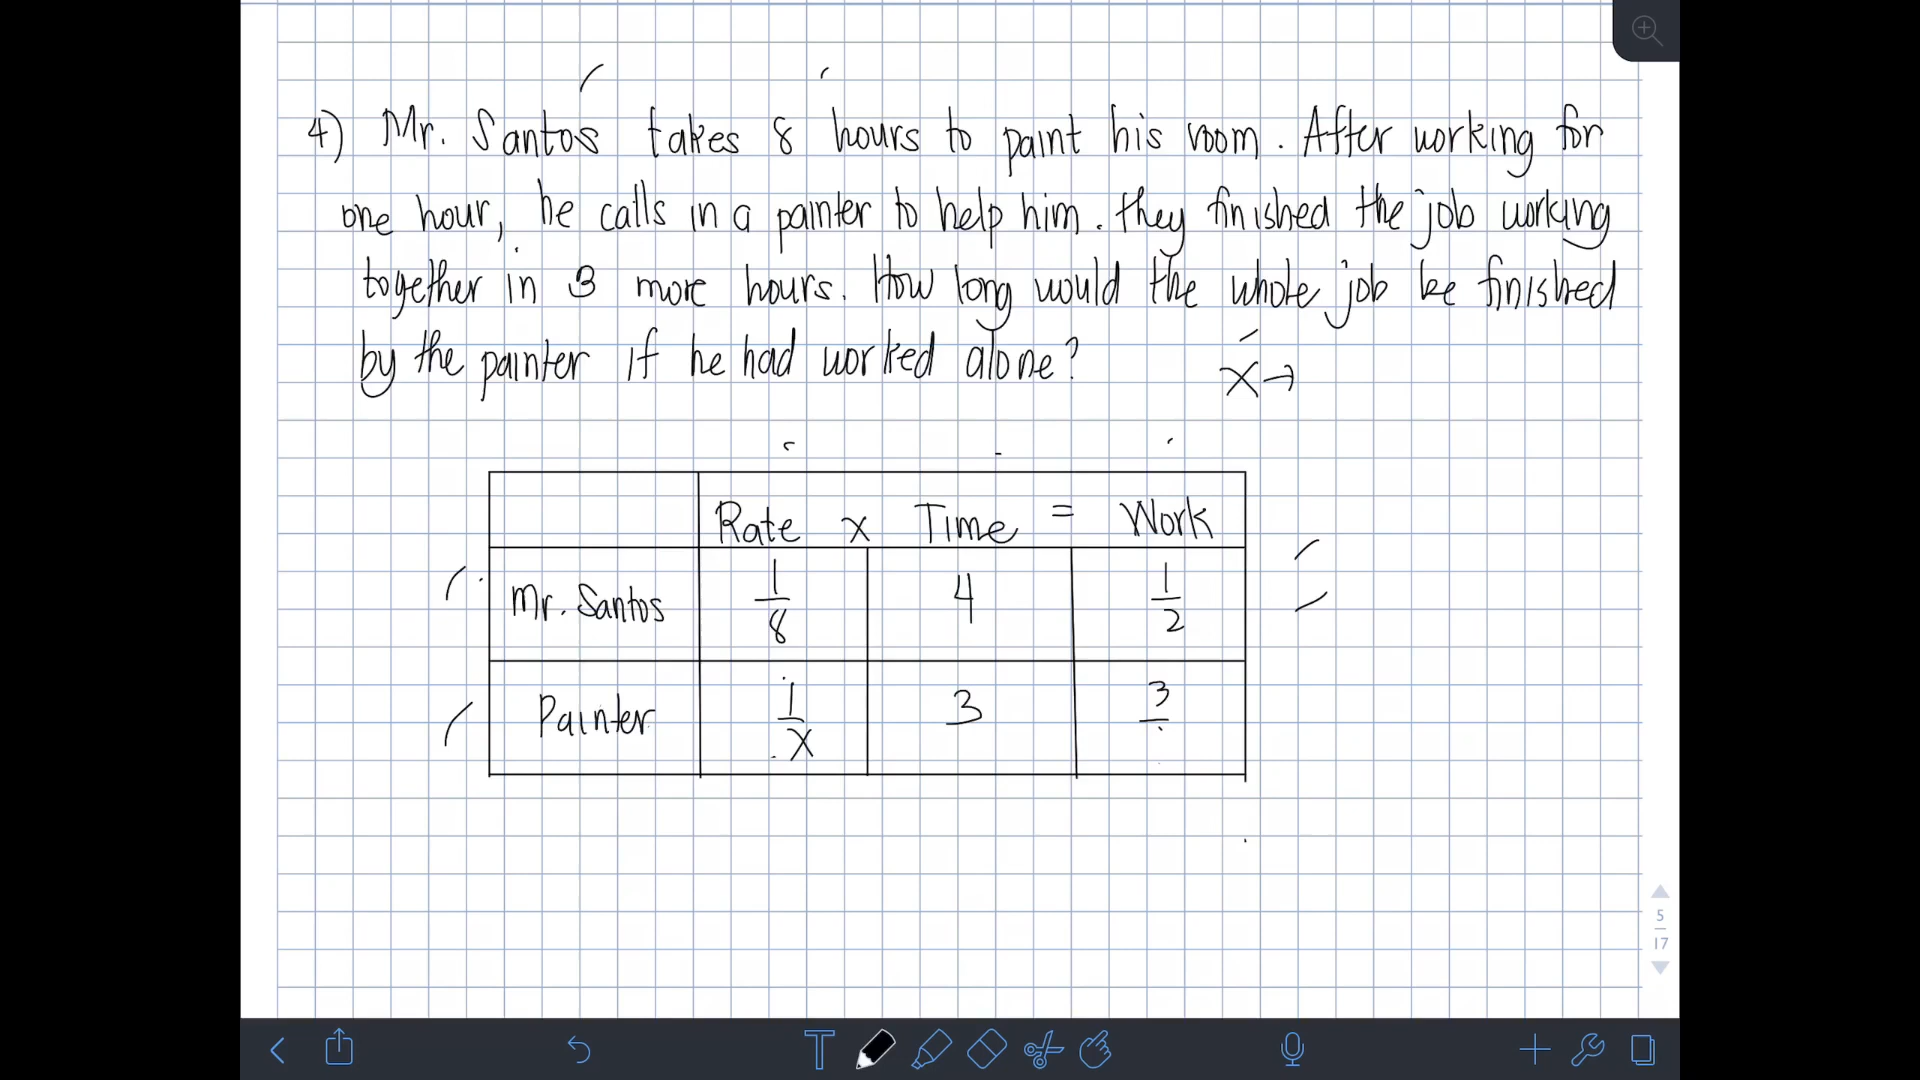 4) Mr. Santos takes 8 hours to paint his room. After working for
one hour, he calls in a painter to help him. they finished the job working
together in 3 more hours. How long would the whole job be finished
by the painter if he had worked alone?
x →
Rate x Time = Work
Mr. Santos 1/8 4 1/2
Painter 1/x 3 3/
5
17
T